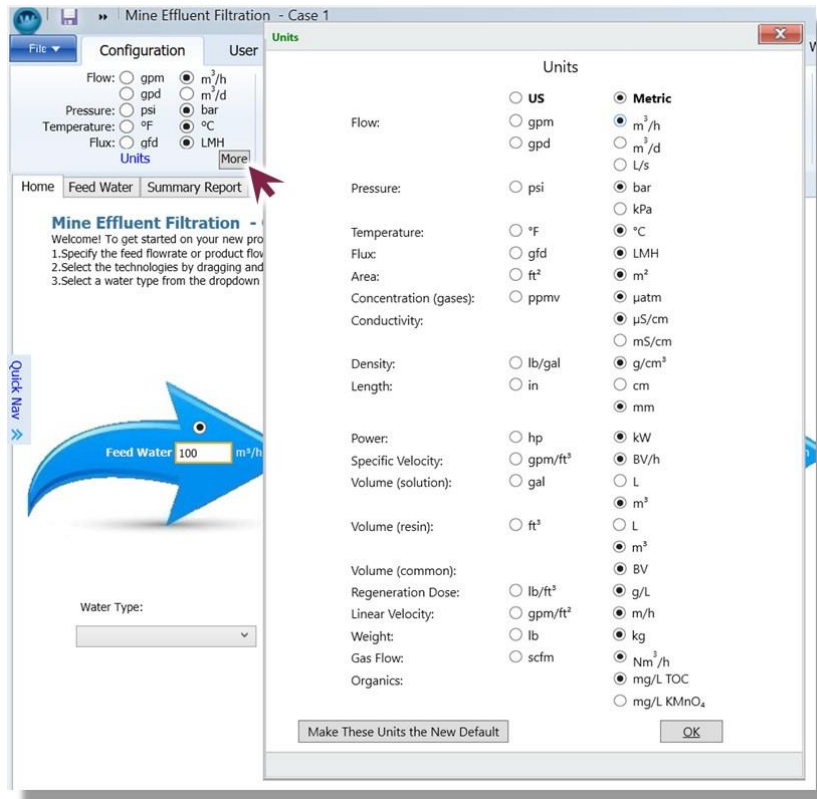 » Mine Effluent Filtration - Case 1
File Configuration User
Flow: gpm m³/h
gpd m³/d
Pressure: psi bar
Temperature: °F °C
Flux: gfd LMH
Units More
Home Feed Water Summary Report
Mine Effluent Filtration -
Welcome! To get started on your new pro
1.Specify the feed flowrate or product flow
2.Select the technologies by dragging and
3.Select a water type from the dropdown
Quick Nav »
Feed Water 100 m³/h
Water Type:
Units X
Units
US Metric
Flow: gpm m³/h
gpd m³/d
L/s
Pressure: psi bar
kPa
Temperature: °F °C
Flux: gfd LMH
Area: ft² m²
Concentration (gases): ppmv µatm
Conductivity: µS/cm
mS/cm
Density: lb/gal g/cm³
Length: in cm
mm
Power: hp kW
Specific Velocity: gpm/ft³ BV/h
Volume (solution): gal L
m³
Volume (resin): ft³ L
m³
Volume (common): BV
Regeneration Dose: lb/ft³ g/L
Linear Velocity: gpm/ft² m/h
Weight: lb kg
Gas Flow: scfm Nm³/h
Organics: mg/L TOC
mg/L KMnO₄
Make These Units the New Default OK